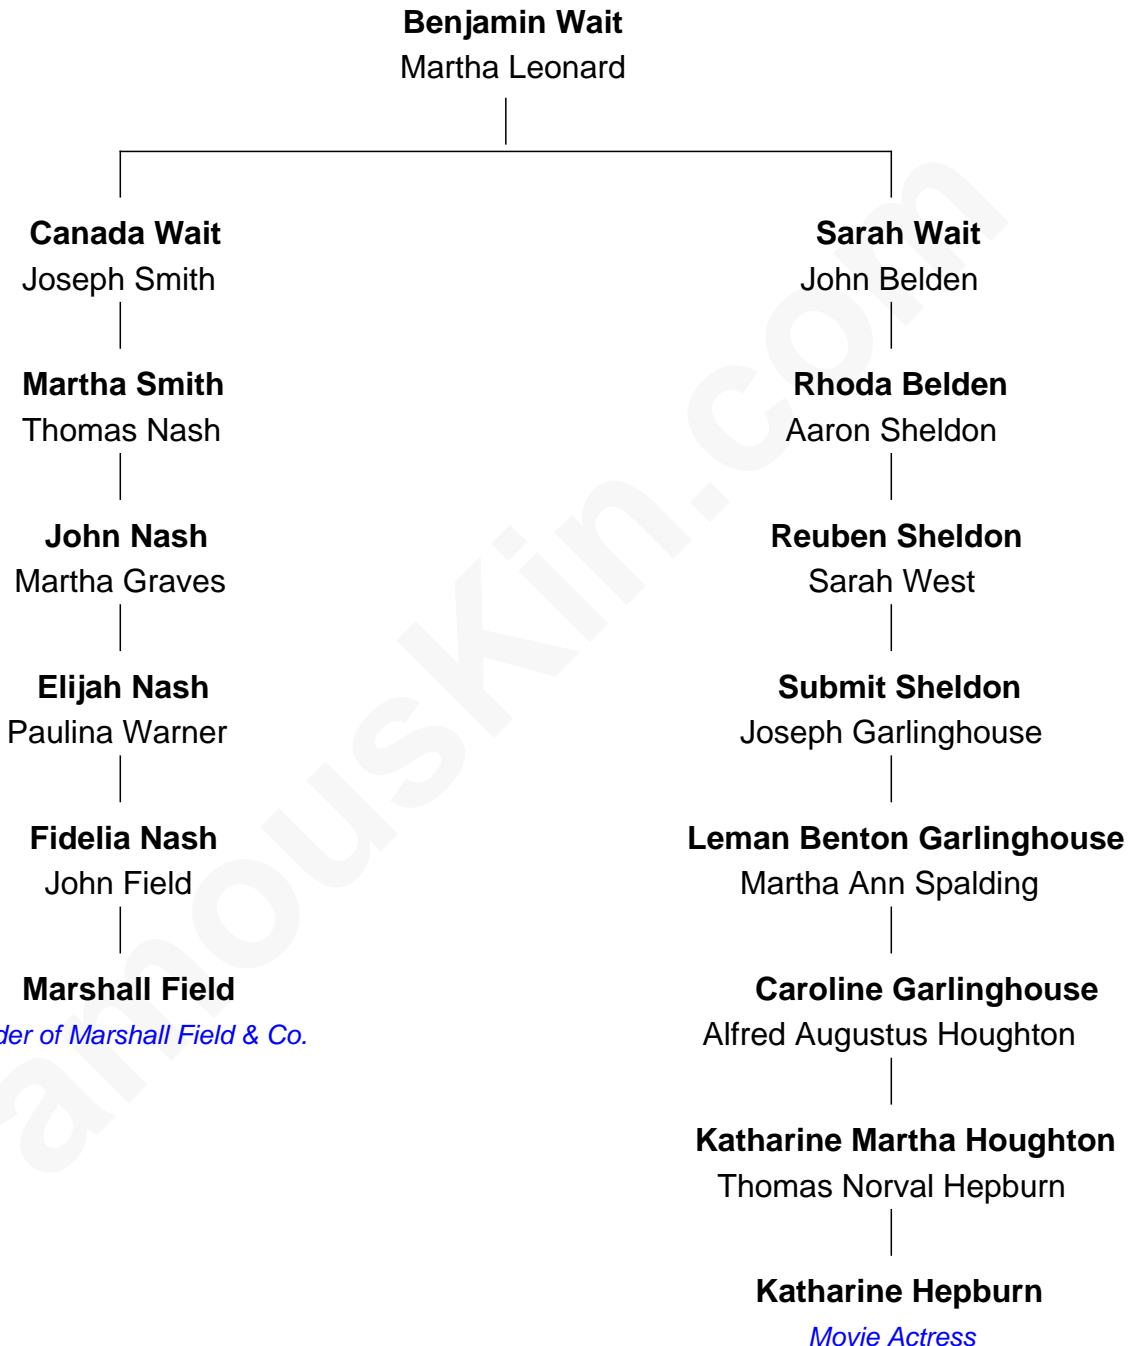 Benjamin Wait
Martha Leonard
Canada Wait
Joseph Smith
Martha Smith
Thomas Nash
John Nash
Martha Graves
Elijah Nash
Paulina Warner
Fidelia Nash
John Field
Marshall Field
der of Marshall Field & Co.
Sarah Wait
John Belden
Rhoda Belden
Aaron Sheldon
Reuben Sheldon
Sarah West
Submit Sheldon
Joseph Garlinghouse
Leman Benton Garlinghouse
Martha Ann Spalding
Caroline Garlinghouse
Alfred Augustus Houghton
Katharine Martha Houghton
Thomas Norval Hepburn
Katharine Hepburn
Movie Actress
amouskin.com